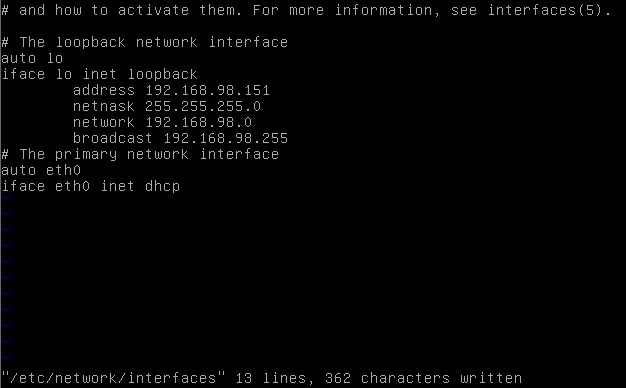 # and how to activate them. For more information, see interfaces(5).
# The loopback network interface
auto lo
iface lo inet loopback
address 192.168.98.151
netnask 255.255.255.0
network 192.168.98.0
broadcast 192.168.98.255
# The primary network interface
auto eth0
iface eth0 inet dhcp
~
~
~
~
~
~
~
~
~
~
~
"/etc/network/interfaces" 13 lines, 362 characters written